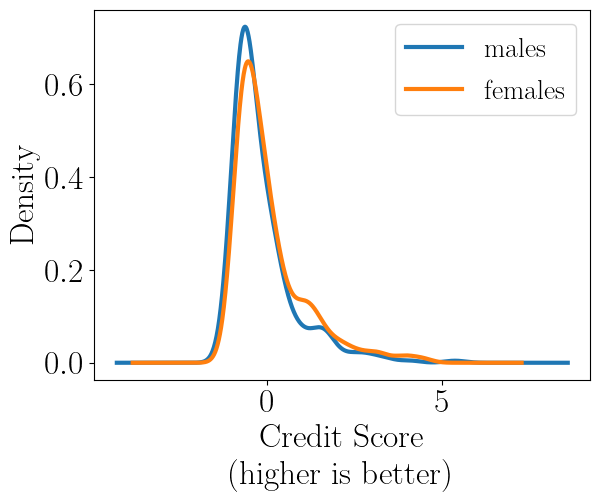 males
females
Density
0.6
0.4
0.2
0.0
0
5
Credit Score
(higher is better)